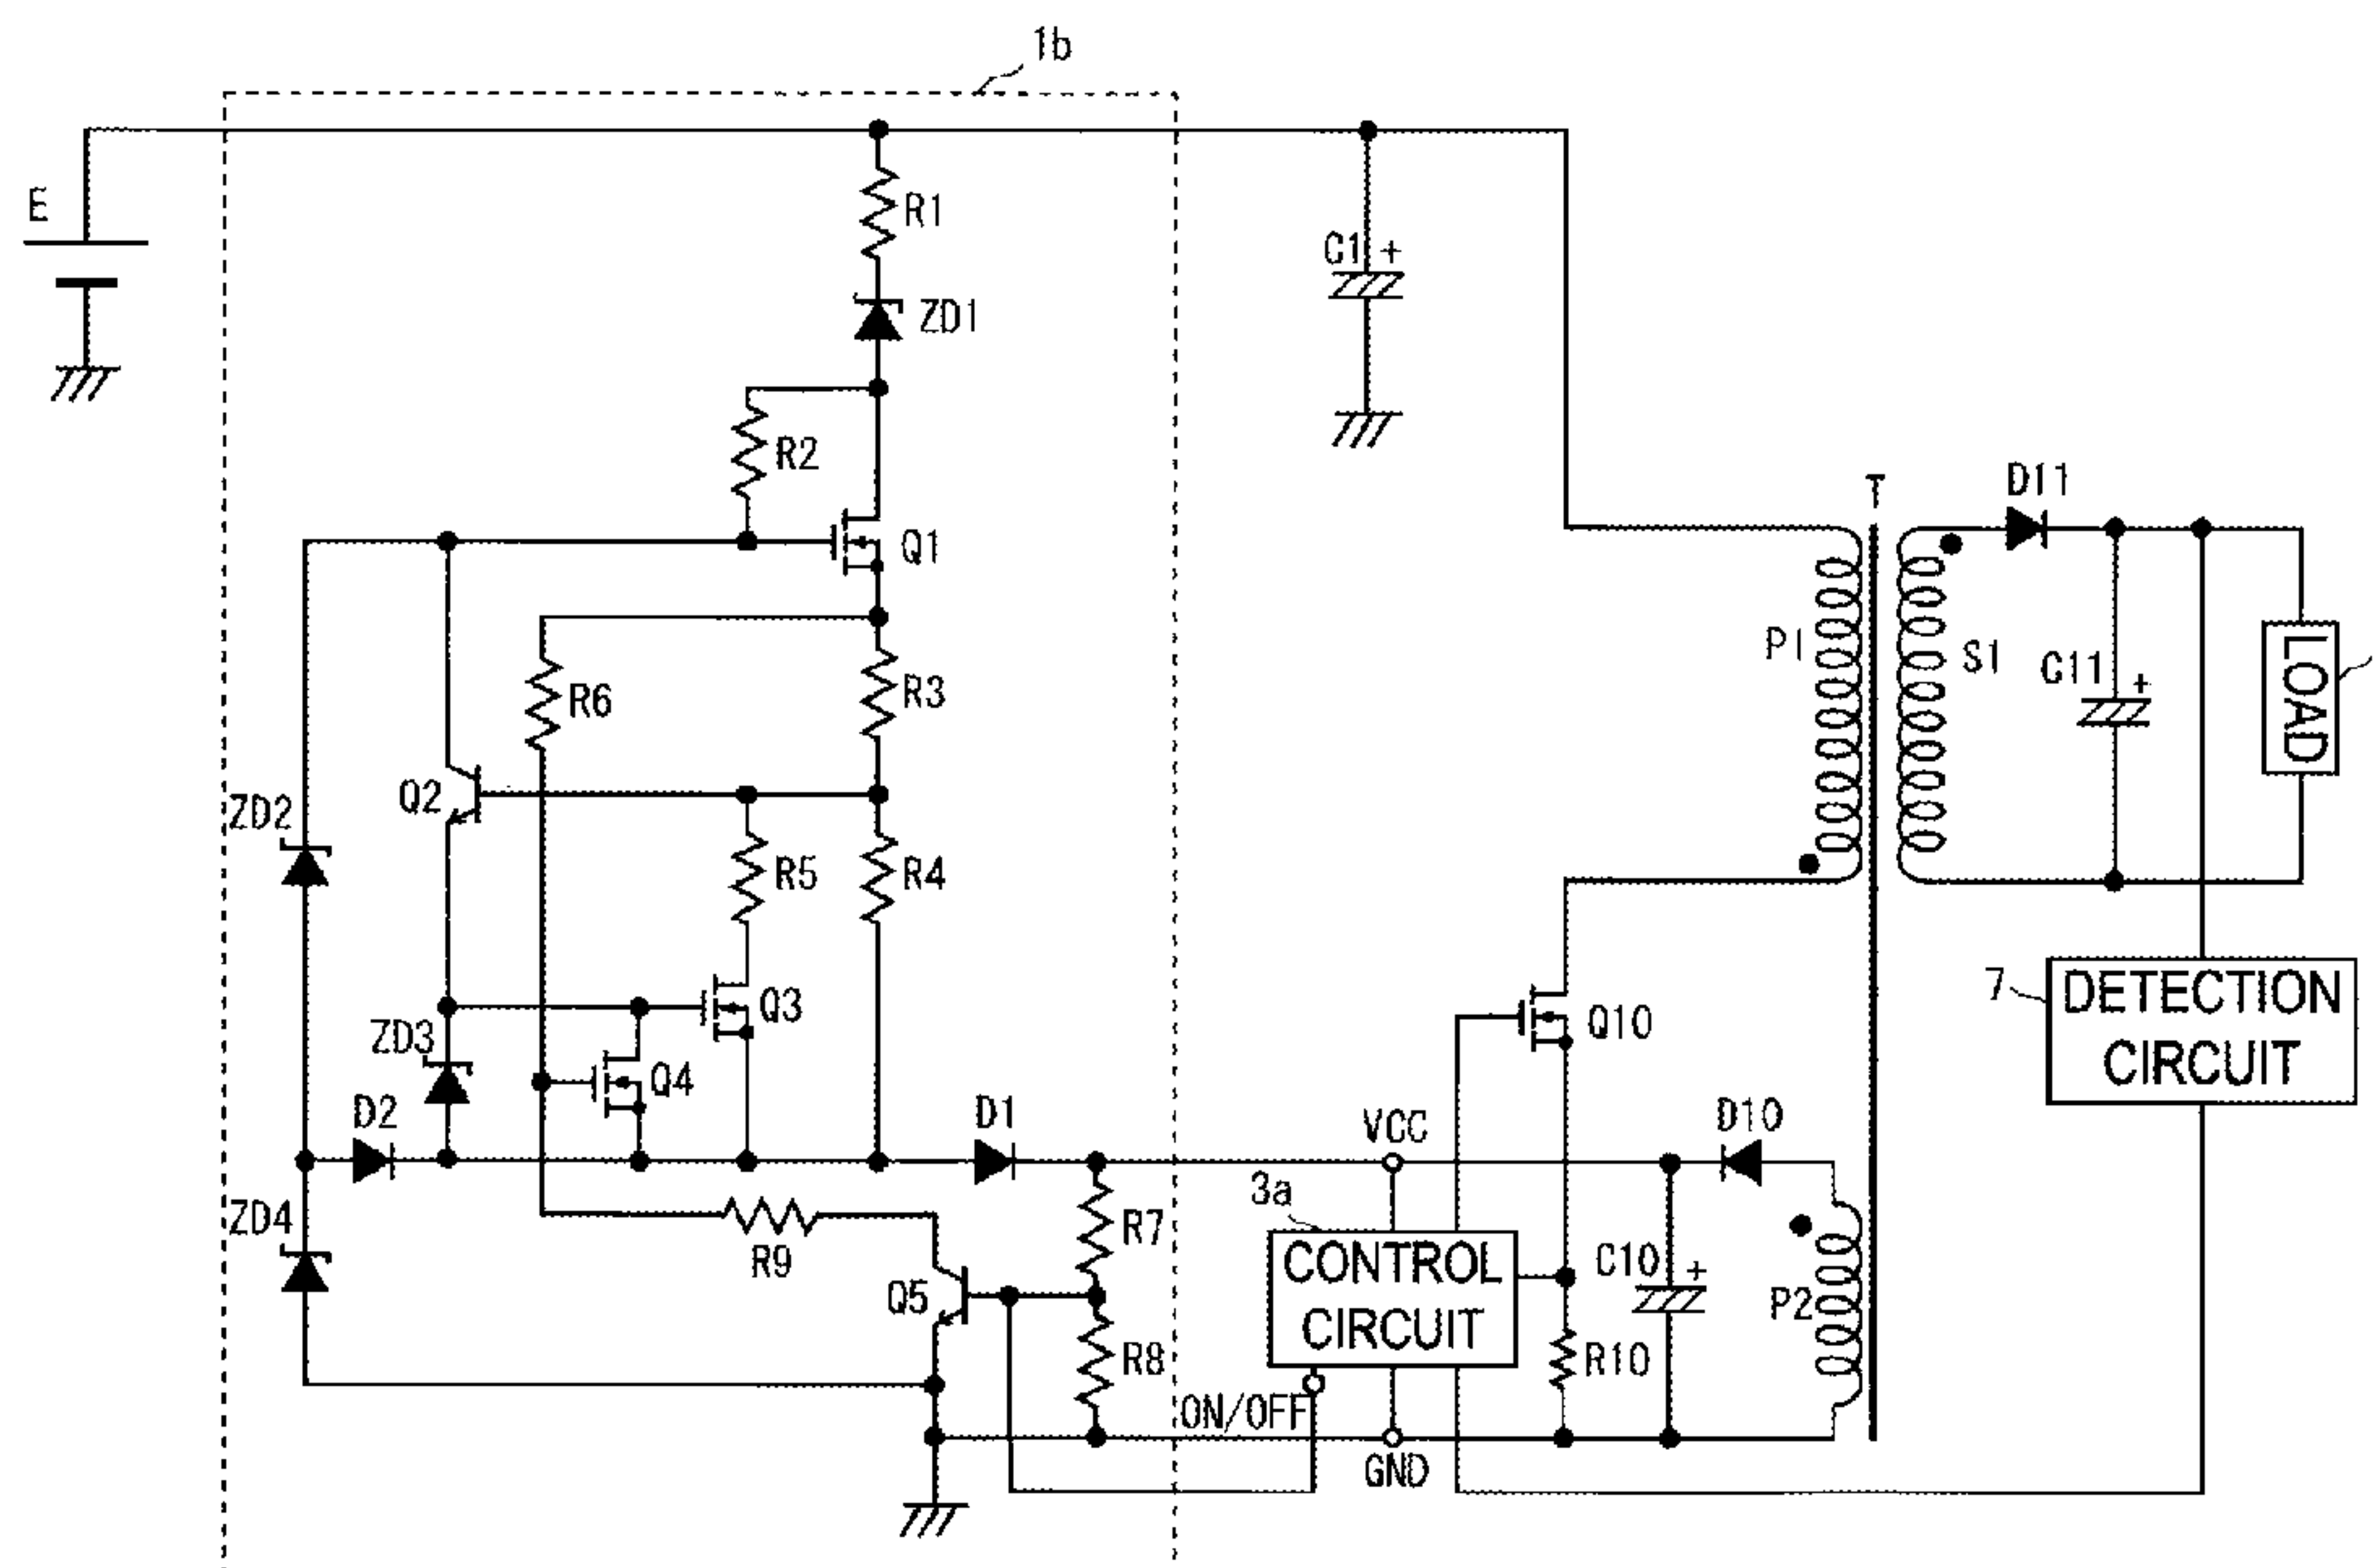 1b
E
R1
C1 +
ZD1
R2
Q1
T
D11
R6
R3
P1
S1
C11 +
LOAD
Q2
ZD2
R5
R4
Q3
Q10
7
DETECTION
CIRCUIT
ZD3
Q4
D2
D1
VCC
D10
3a
ZD4
R7
CONTROL
CIRCUIT
C10 +
R9
Q5
P2
R8
R10
ON/OFF
GND